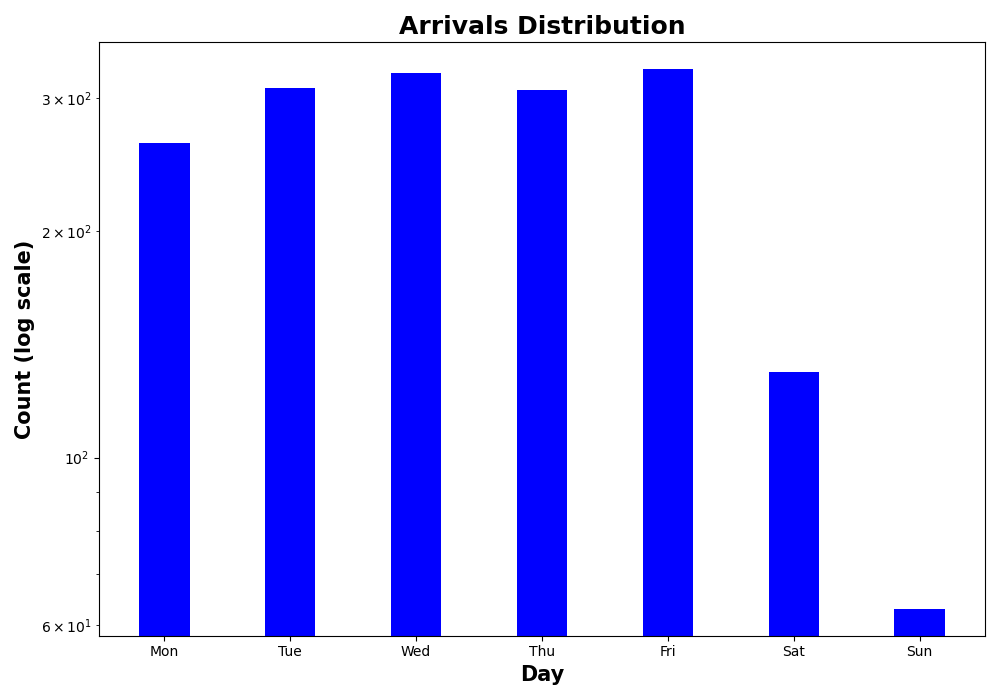 Arrivals Distribution
Count (log scale)
3 × 10²
2 × 10²
10²
6 × 10¹
Mon Tue Wed Thu Fri Sat Sun
Day